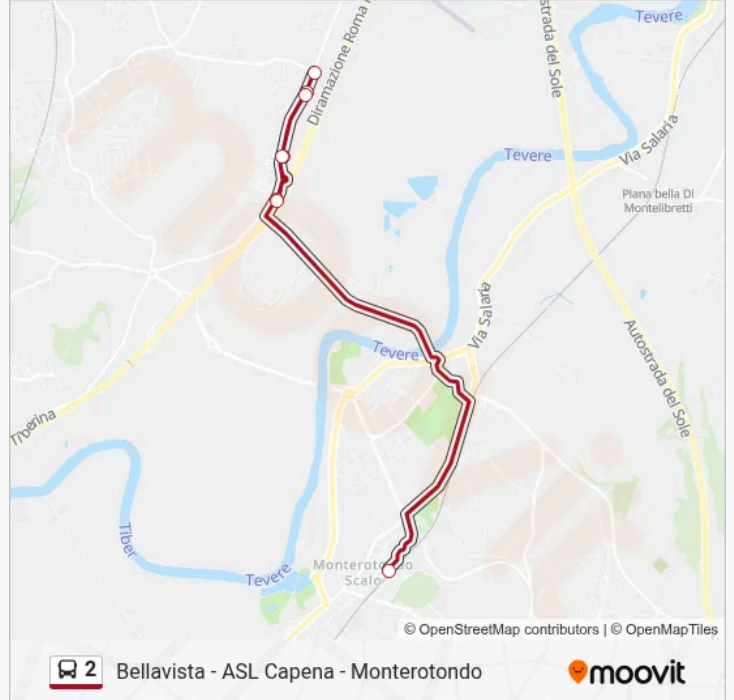 Tevere
Diramazione Roma
strada del Sole
Via Salaria
Tevere
Piana bella Di
Montelibretti
Via Salaria
Tevere
Autostrada del Sole
Tiberina
Tiber
Tevere
Monterotondo
Scalo
© OpenStreetMap contributors | © OpenMapTiles
2 Bellavista - ASL Capena - Monterotondo
moovit